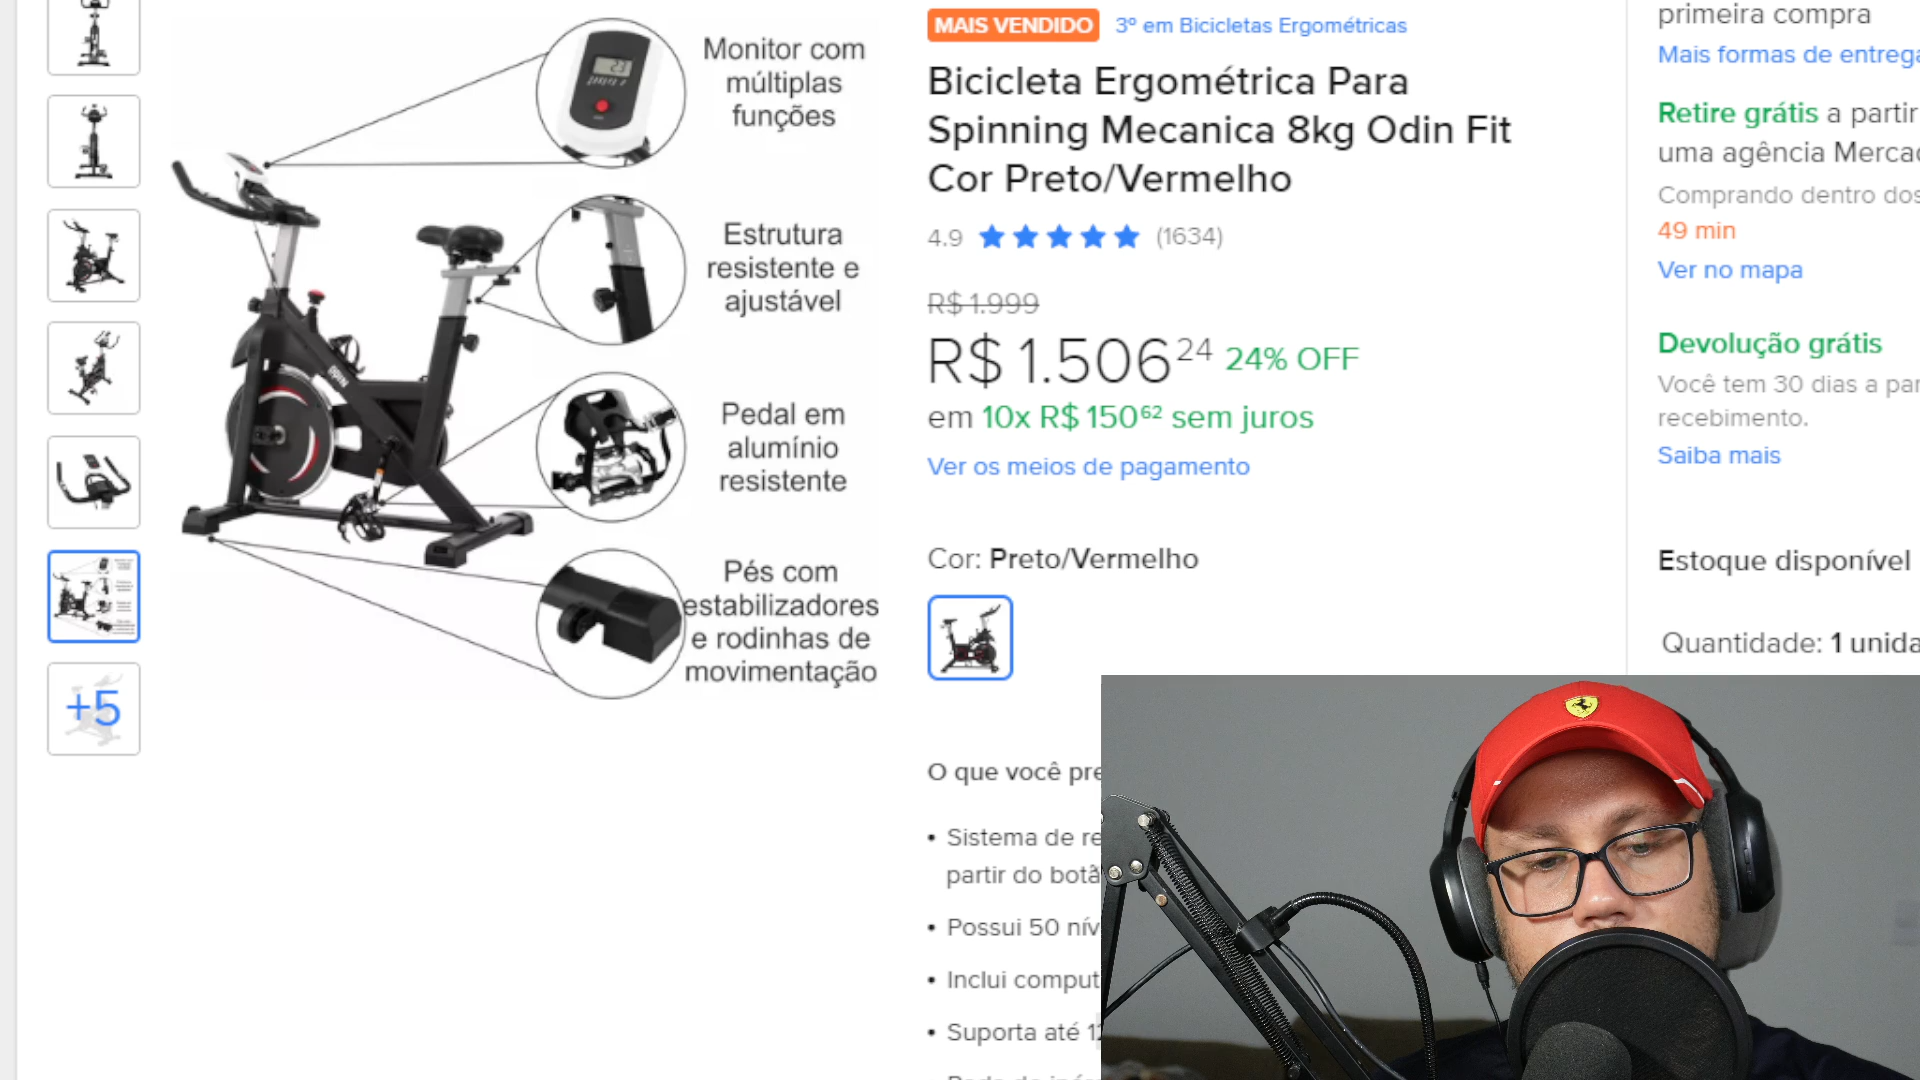 Monitor com
múltiplas
funções
Estrutura
resistente e
ajustável
Pedal em
alumínio
resistente
Pés com
estabilizadores
e rodinhas de
movimentação
+5
MAIS VENDIDO 3º em Bicicletas Ergométricas
Bicicleta Ergométrica Para
Spinning Mecanica 8kg Odin Fit
Cor Preto/Vermelho
4.9 (1634)
R$ 1.999
R$ 1.506 24 24% OFF
em 10x R$ 150 62 sem juros
Ver os meios de pagamento
Cor: Preto/Vermelho
O que você pre
Sistema de re
partir do botã
Possui 50 nív
Inclui comput
Suporta até 1
primeira compra
Mais formas de entrega
Retire grátis a partir
uma agência Mercad
Comprando dentro dos
49 min
Ver no mapa
Devolução grátis
Você tem 30 dias a par
recebimento.
Saiba mais
Estoque disponível
Quantidade: 1 unida